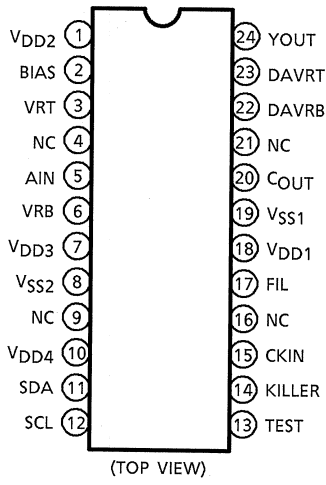 VDD2 1 24 YOUT
BIAS 2 23 DAVRT
VRT 3 22 DAVRB
NC 4 21 NC
AIN 5 20 COUT
VRB 6 19 VSS1
VDD3 7 18 VDD1
VSS2 8 17 FIL
NC 9 16 NC
VDD4 10 15 CKIN
SDA 11 14 KILLER
SCL 12 13 TEST
(TOP VIEW)